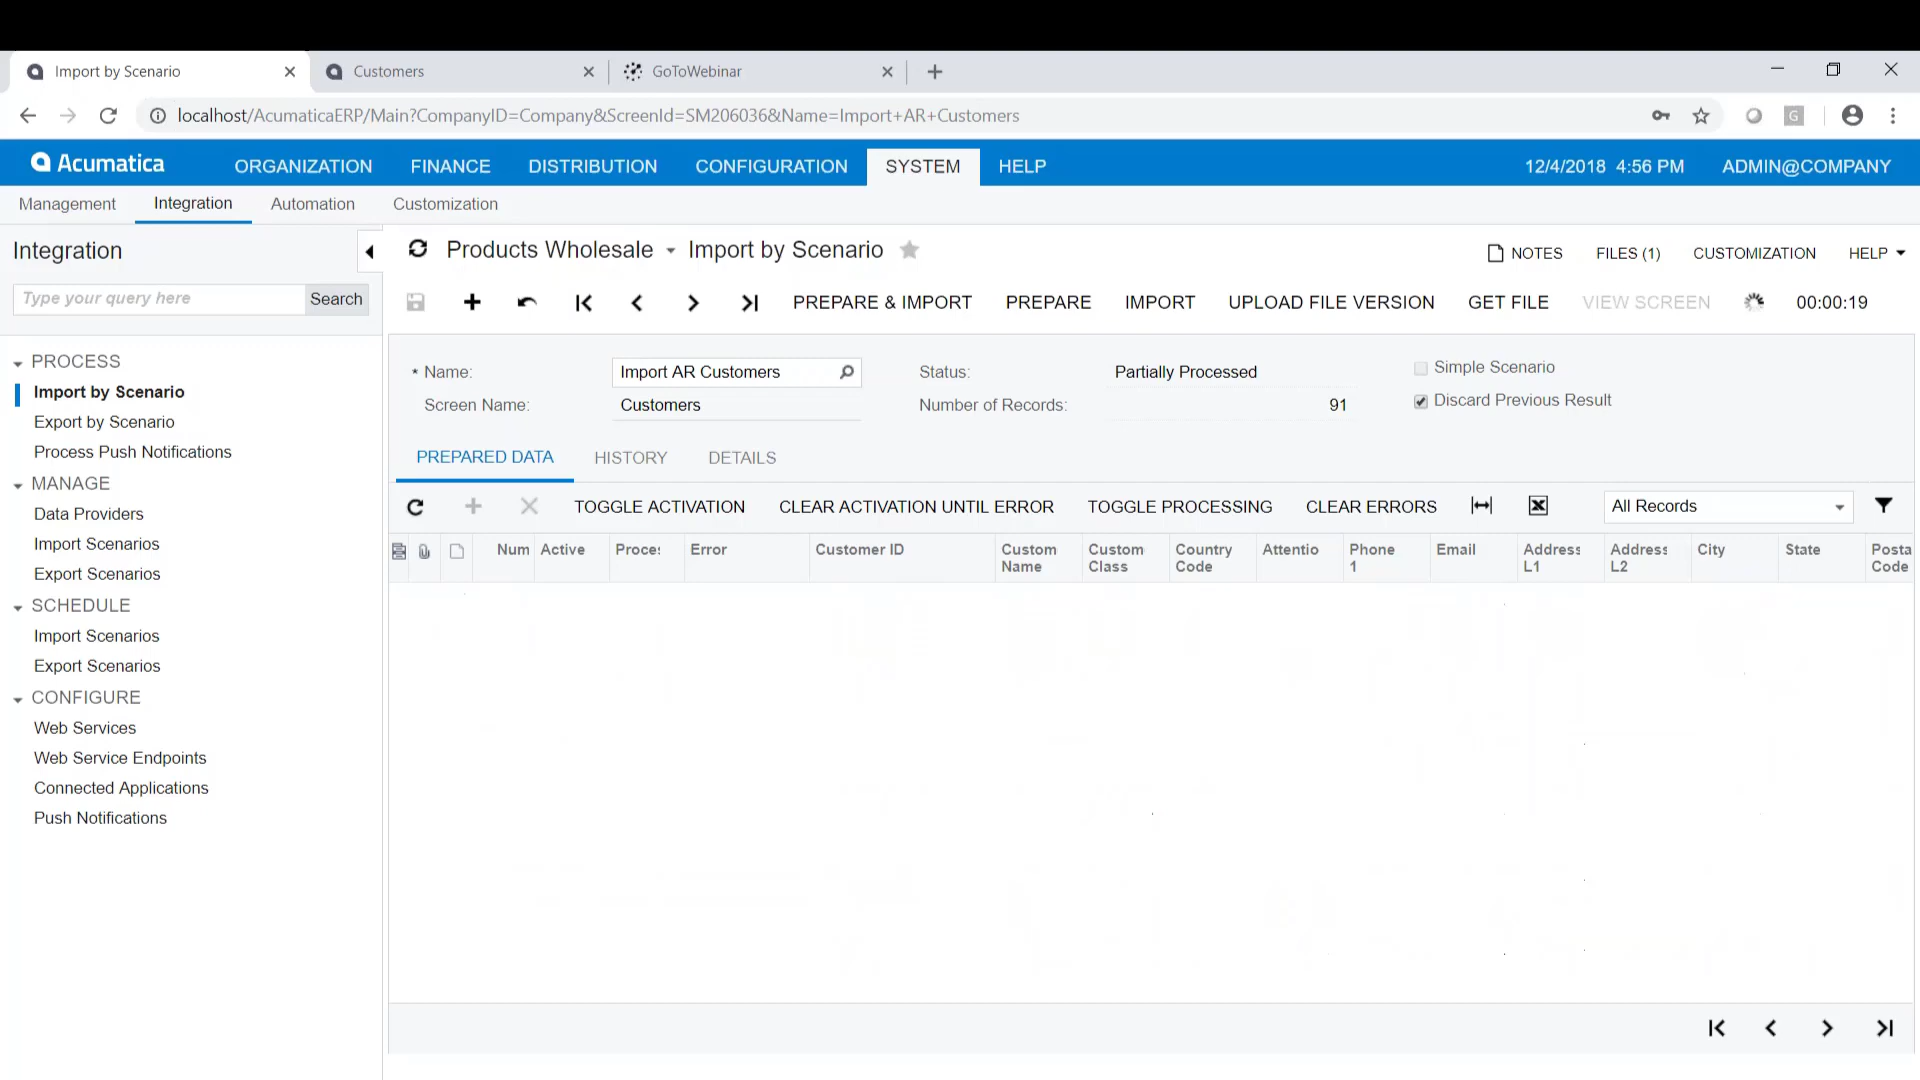 Import by Scenario
Customers
GoToWebinar
localhost/AcumaticaERP/Main?CompanyID=Company&ScreenId=SM206036&Name=Import+AR+Customers
G
Acumatica ORGANIZATION FINANCE DISTRIBUTION CONFIGURATION SYSTEM HELP 12/4/2018 4:56 PM ADMIN@COMPANY
Management Integration Automation Customization
Integration
Type your query here Search
PROCESS
Import by Scenario
Export by Scenario
Process Push Notifications
MANAGE
Data Providers
Import Scenarios
Export Scenarios
SCHEDULE
Import Scenarios
Export Scenarios
CONFIGURE
Web Services
Web Service Endpoints
Connected Applications
Push Notifications
Products Wholesale Import by Scenario
NOTES FILES (1) CUSTOMIZATION HELP
PREPARE & IMPORT PREPARE IMPORT UPLOAD FILE VERSION GET FILE VIEW SCREEN 00:00:19
* Name: Import AR Customers Status: Partially Processed Simple Scenario
Screen Name: Customers Number of Records: 91 Discard Previous Result
PREPARED DATA HISTORY DETAILS
TOGGLE ACTIVATION CLEAR ACTIVATION UNTIL ERROR TOGGLE PROCESSING CLEAR ERRORS All Records
Num Active Proce: Error Customer ID Custom Custom Country Attentio Phone Email Address Address City State Posta
Name Class Code 1 L1 L2 Code